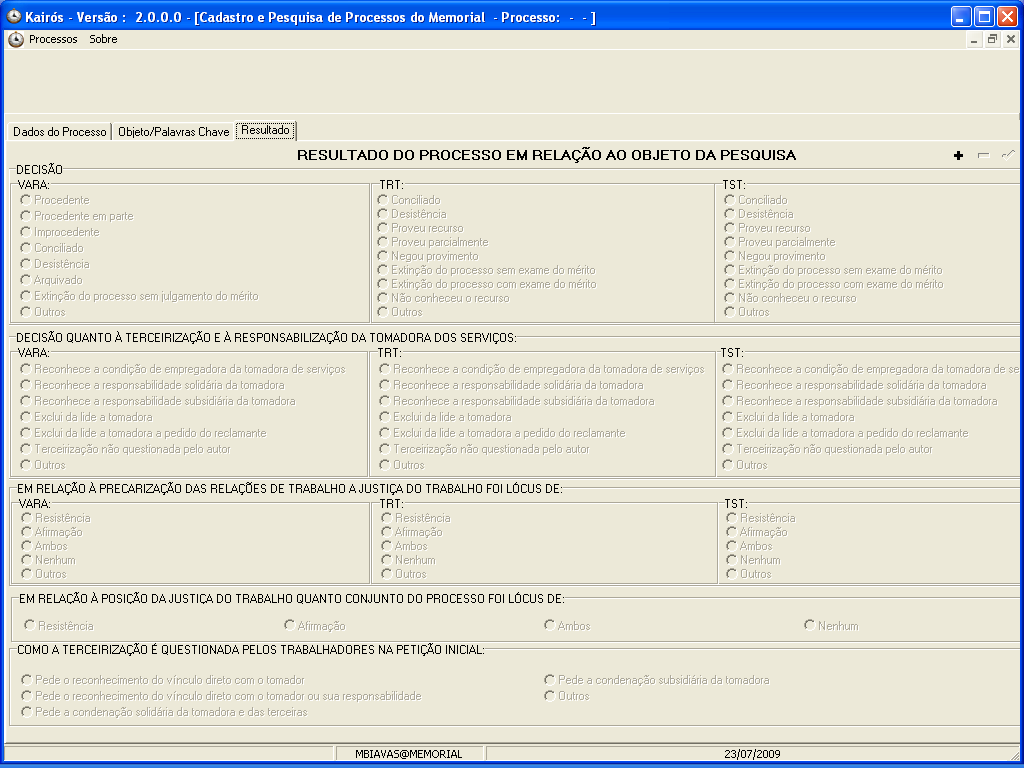 Kairós - Versão : 2.0.0.0 - [Cadastro e Pesquisa de Processos do Memorial - Processo: - - ]
Processos Sobre
Dados do Processo Objeto/Palavras Chave Resultado
RESULTADO DO PROCESSO EM RELAÇÃO AO OBJETO DA PESQUISA
DECISÃO
VARA:
Procedente
Procedente em parte
Improcedente
Conciliado
Desistência
Arquivado
Extinção do processo sem julgamento do mérito
Outros
TRT:
Conciliado
Desistência
Proveu recurso
Proveu parcialmente
Negou provimento
Extinção do processo sem exame do mérito
Extinção do processo com exame do mérito
Não conheceu o recurso
Outros
TST:
Conciliado
Desistência
Proveu recurso
Proveu parcialmente
Negou provimento
Extinção do processo sem exame do mérito
Extinção do processo com exame do mérito
Não conheceu o recurso
Outros
DECISÃO QUANTO À TERCEIRIZAÇÃO E À RESPONSABILIZAÇÃO DA TOMADORA DOS SERVIÇOS:
VARA:
Reconhece a condição de empregadora da tomadora de serviços
Reconhece a responsabilidade solidária da tomadora
Reconhece a responsabilidade subsidiária da tomadora
Exclui da lide a tomadora
Exclui da lide a tomadora a pedido do reclamante
Terceirização não questionada pelo autor
Outros
TRT:
Reconhece a condição de empregadora da tomadora de serviços
Reconhece a responsabilidade solidária da tomadora
Reconhece a responsabilidade subsidiária da tomadora
Exclui da lide a tomadora
Exclui da lide a tomadora a pedido do reclamante
Terceirização não questionada pelo autor
Outros
TST:
Reconhece a condição de empregadora da tomadora de se
Reconhece a responsabilidade solidária da tomadora
Reconhece a responsabilidade subsidiária da tomadora
Exclui da lide a tomadora
Exclui da lide a tomadora a pedido do reclamante
Terceirização não questionada pelo autor
Outros
EM RELAÇÃO À PRECARIZAÇÃO DAS RELAÇÕES DE TRABALHO A JUSTIÇA DO TRABALHO FOI LÓCUS DE:
VARA:
Resistência
Afirmação
Ambos
Nenhum
Outros
TRT:
Resistência
Afirmação
Ambos
Nenhum
Outros
TST:
Resistência
Afirmação
Ambos
Nenhum
Outros
EM RELAÇÃO À POSIÇÃO DA JUSTIÇA DO TRABALHO QUANTO CONJUNTO DO PROCESSO FOI LÓCUS DE:
Resistência Afirmação Ambos Nenhum
COMO A TERCEIRIZAÇÃO É QUESTIONADA PELOS TRABALHADORES NA PETIÇÃO INICIAL:
Pede o reconhecimento do vínculo direto com o tomador
Pede o reconhecimento do vínculo direto com o tomador ou sua responsabilidade
Pede a condenação solidária da tomadora e das terceiras
Pede a condenação subsidiária da tomadora
Outros
MBIAVAS@MEMORIAL 23/07/2009